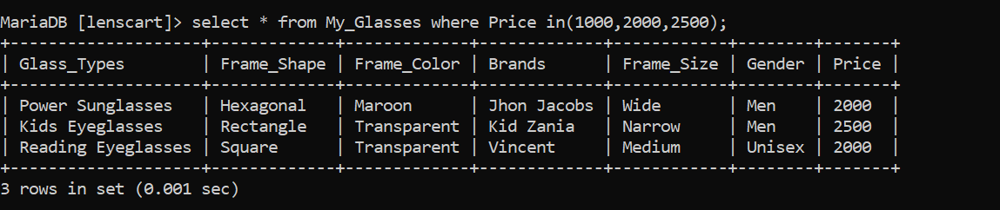 MariaDB [lenscart]> select * from My_Glasses where Price in(1000,2000,2500);
+-------------------+-------------+-------------+-------------+------------+--------+-------+
| Glass_Types        | Frame_Shape | Frame_Color | Brands      | Frame_Size | Gender | Price |
+-------------------+-------------+-------------+-------------+------------+--------+-------+
| Power Sunglasses   | Hexagonal   | Maroon      | Jhon Jacobs | Wide       | Men    | 2000  |
| Kids Eyeglasses    | Rectangle   | Transparent | Kid Zania   | Narrow     | Men    | 2500  |
| Reading Eyeglasses | Square      | Transparent | Vincent     | Medium     | Unisex | 2000  |
+-------------------+-------------+-------------+-------------+------------+--------+-------+
3 rows in set (0.001 sec)